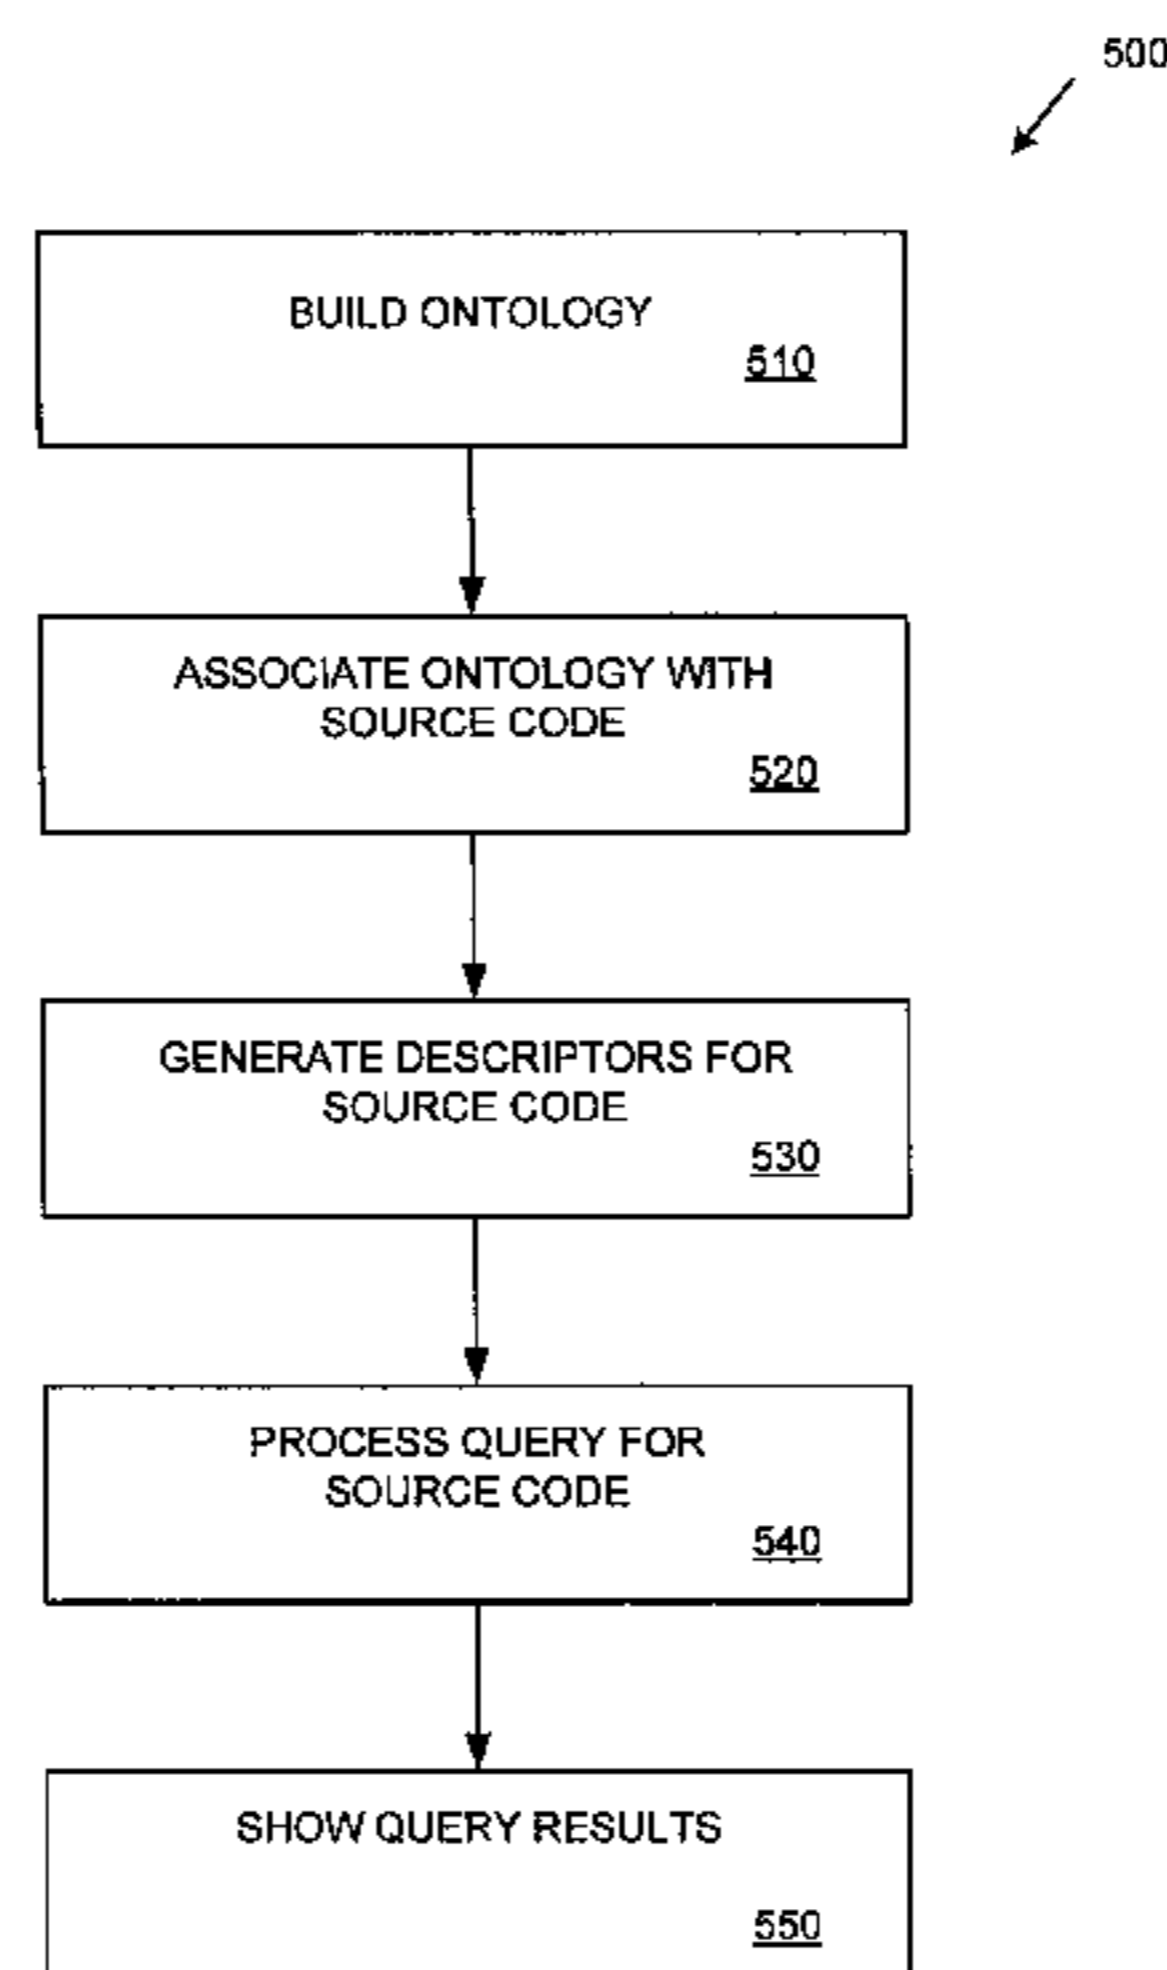 500
BUILD ONTOLOGY
510
ASSOCIATE ONTOLOGY WITH
SOURCE CODE
520
GENERATE DESCRIPTORS FOR
SOURCE CODE
530
PROCESS QUERY FOR
SOURCE CODE
540
SHOW QUERY RESULTS
550